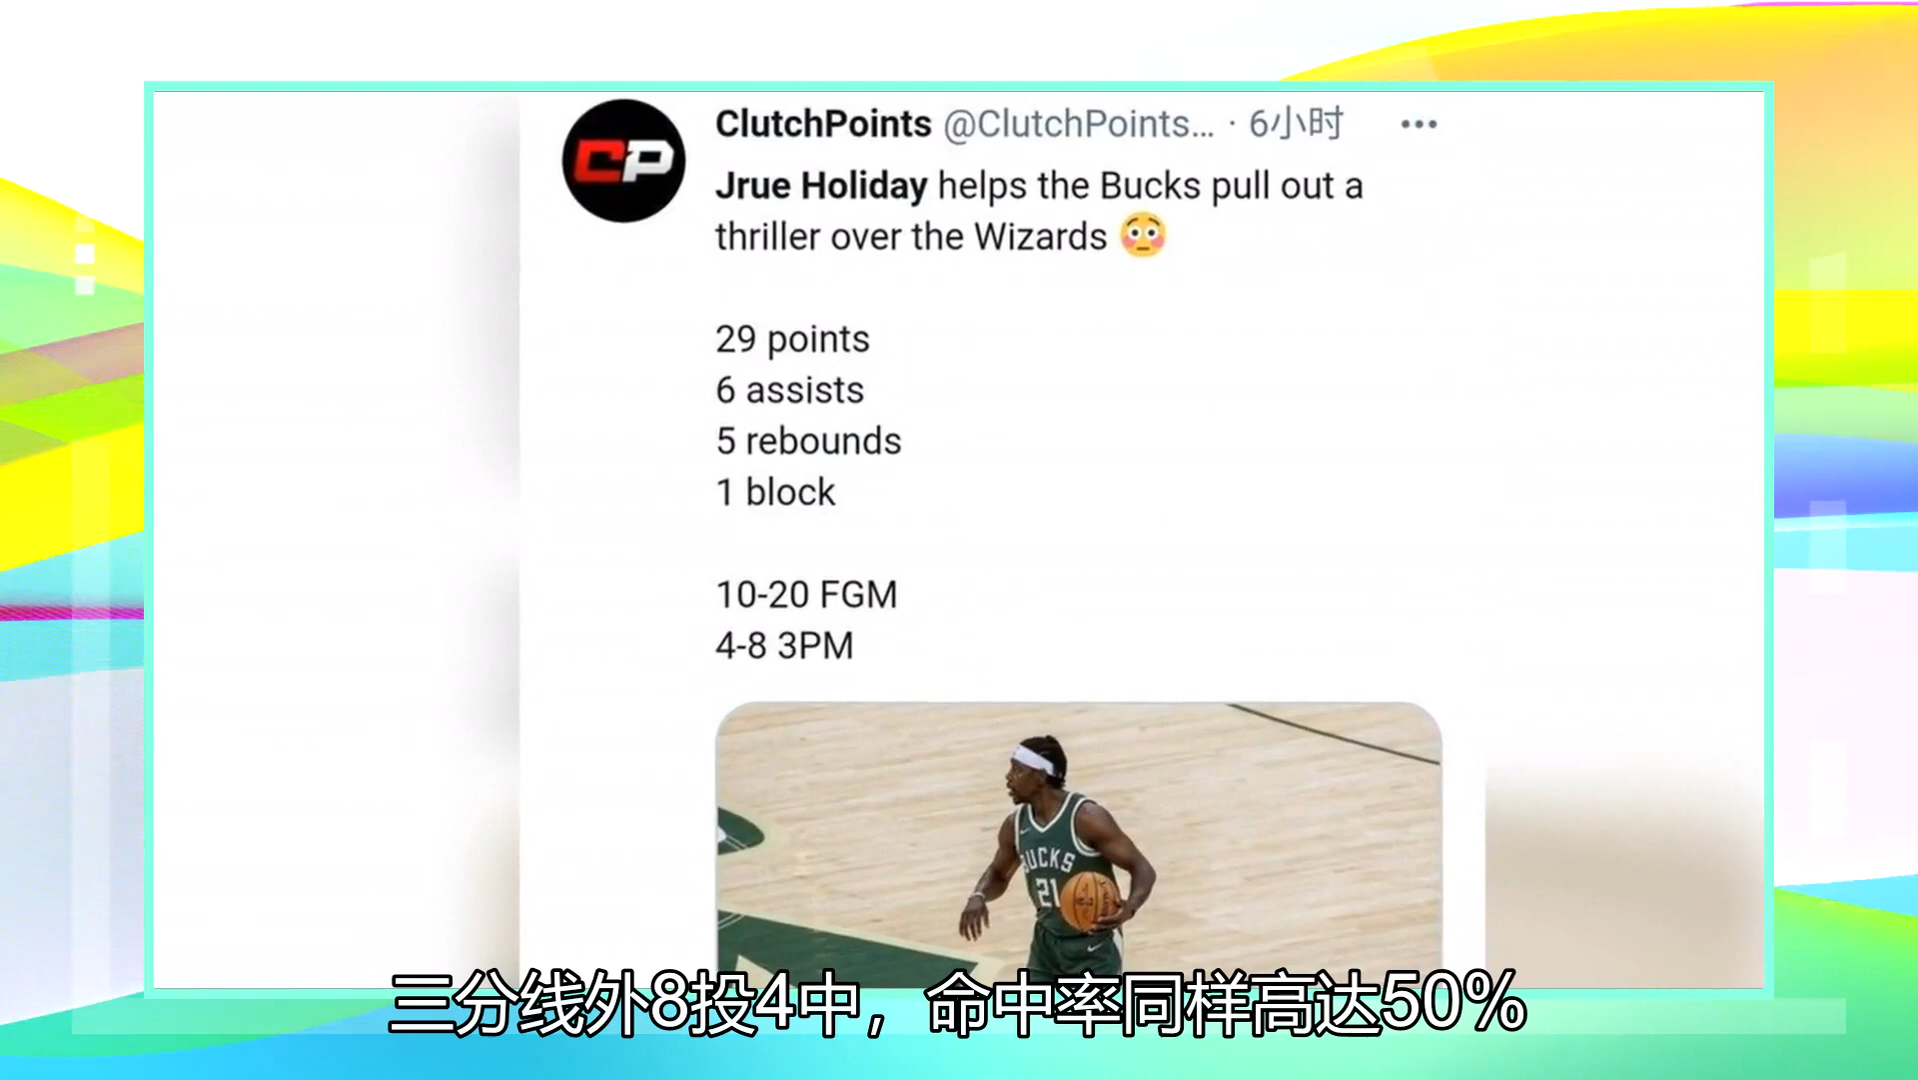 CP
ClutchPoints @ClutchPoints... · 6小时
Jrue Holiday helps the Bucks pull out a
thriller over the Wizards 😳
29 points
6 assists
5 rebounds
1 block
10-20 FGM
4-8 3PM
BUCKS
21
三分线外8投4中，命中率同样高达50%